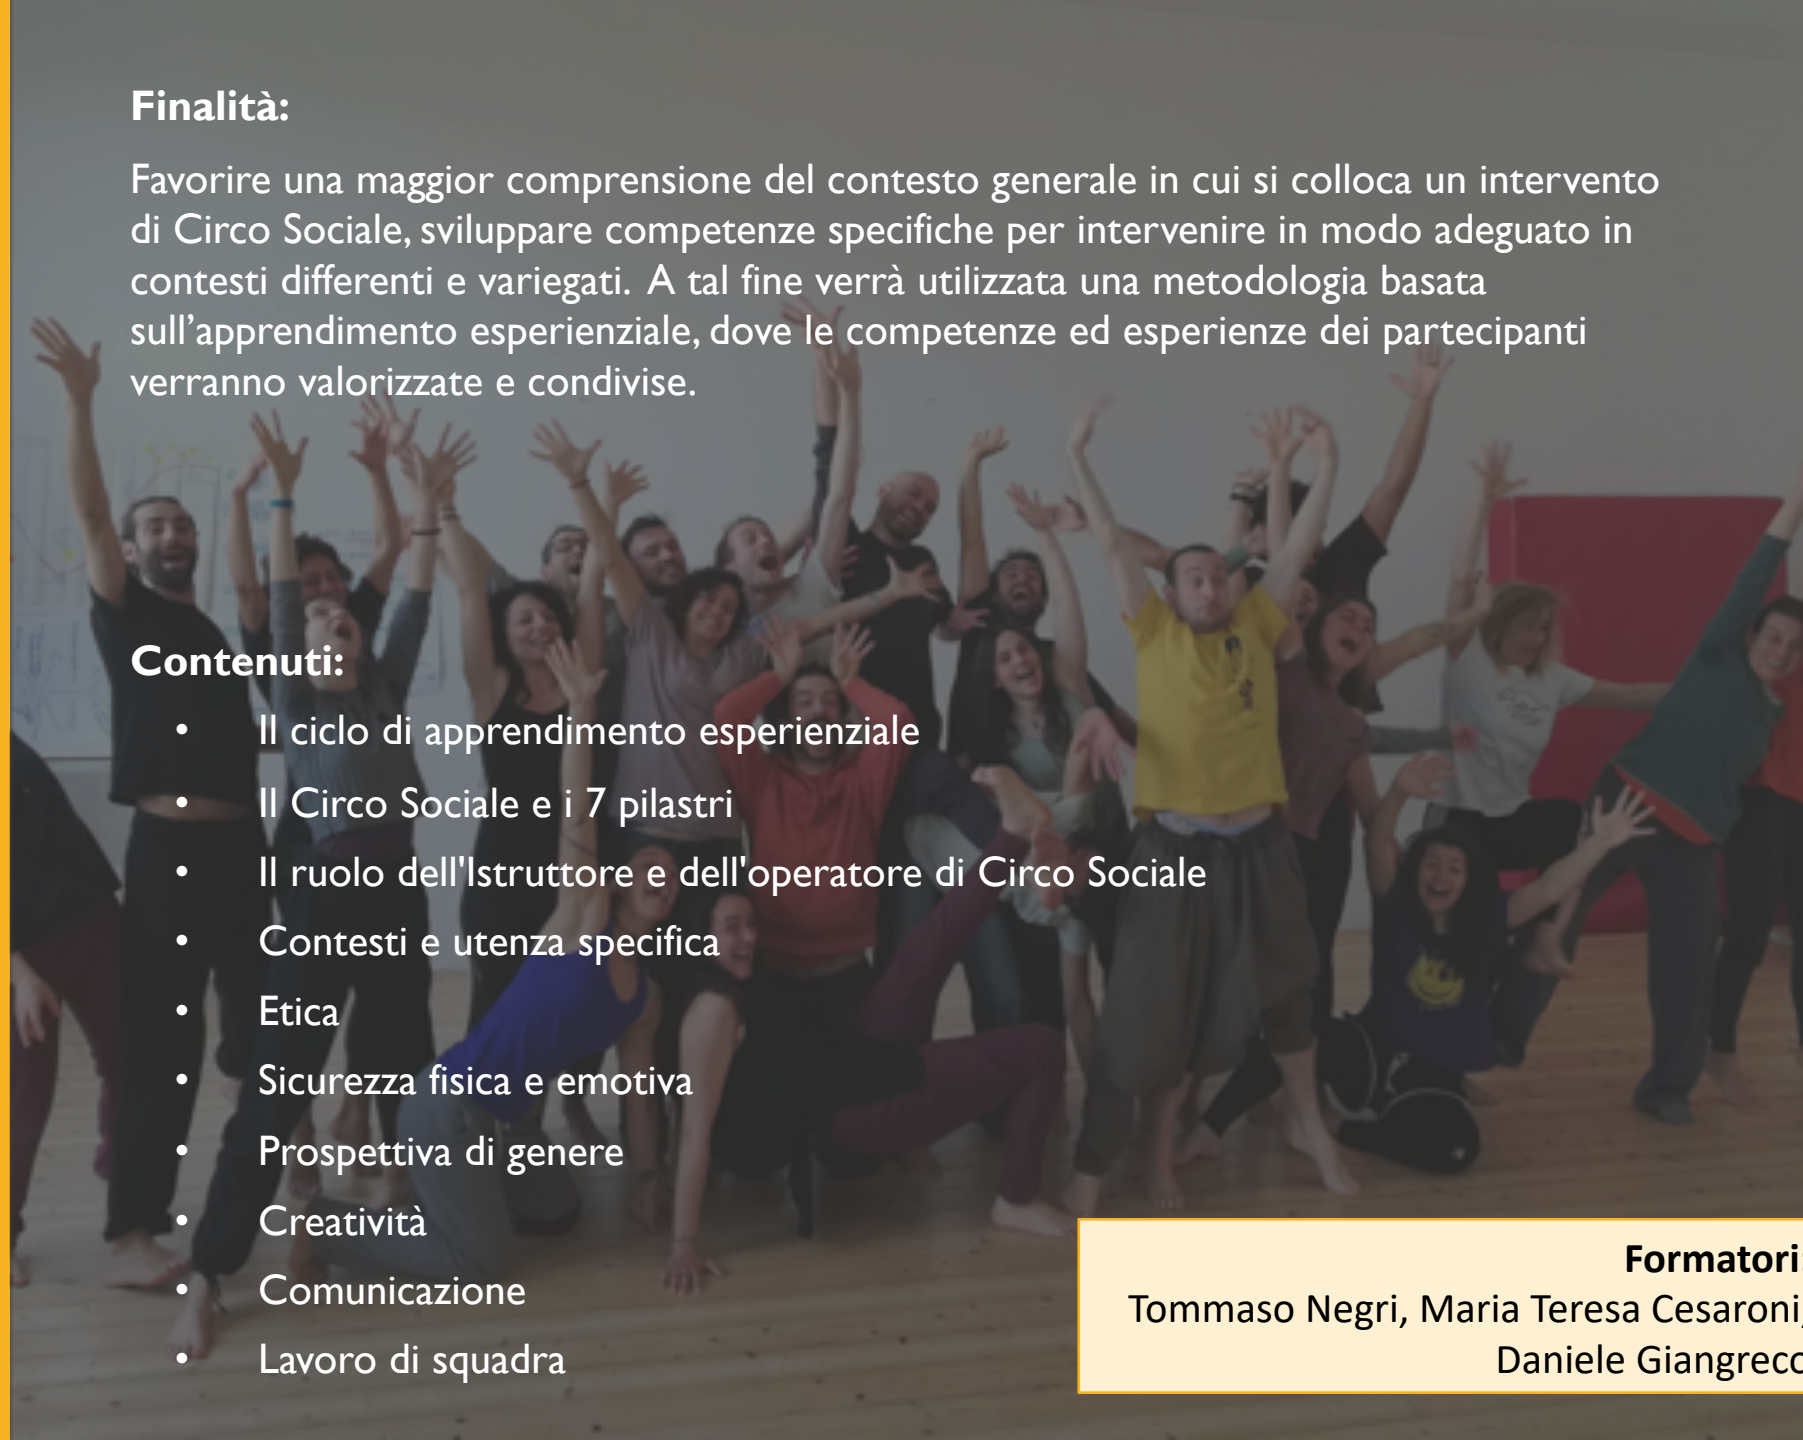 Finalità:
Favorire una maggior comprensione del contesto generale in cui si colloca un intervento
di Circo Sociale, sviluppare competenze specifiche per intervenire in modo adeguato in
contesti differenti e variegati. A tal fine verrà utilizzata una metodologia basata
sull’apprendimento esperienziale, dove le competenze ed esperienze dei partecipanti
verranno valorizzate e condivise.
Contenuti:
• Il ciclo di apprendimento esperienziale
• Il Circo Sociale e i 7 pilastri
• Il ruolo dell'Istruttore e dell'operatore di Circo Sociale
• Contesti e utenza specifica
• Etica
• Sicurezza fisica e emotiva
• Prospettiva di genere
• Creatività
• Comunicazione
• Lavoro di squadra
Formatori:
Tommaso Negri, Maria Teresa Cesaroni,
Daniele Giangreco